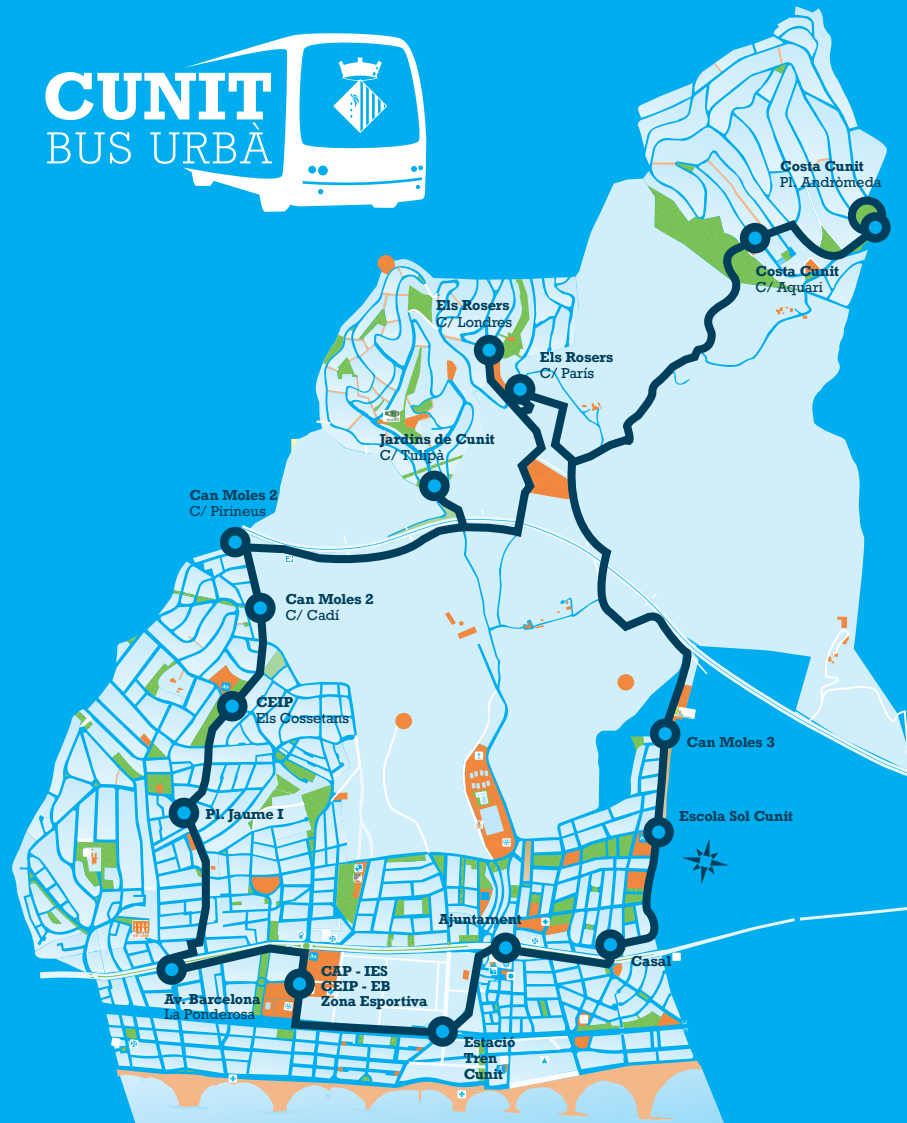 CUNIT
BUS URBÀ
Costa Cunit
Pl. Andròmeda
Costa Cunit
C/ Aquari
Els Rosers
C/ Londres
Els Rosers
C/ París
Jardins de Cunit
C/ Tulipà
Can Moles 2
C/ Pirineus
Can Moles 2
C/ Cadí
CEIP
Els Cossetans
Can Moles 3
Pl. Jaume I
Escola Sol Cunit
Ajuntament
Casal
CAP - IES
CEIP - EB
Zona Esportiva
Av. Barcelona
La Ponderosa
Estació
Tren
Cunit